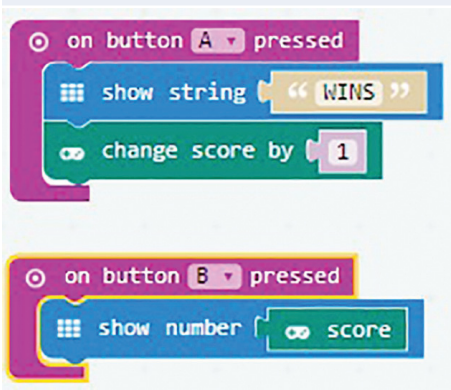 on button A pressed
show string “ WINS ”
change score by 1
on button B pressed
show number score